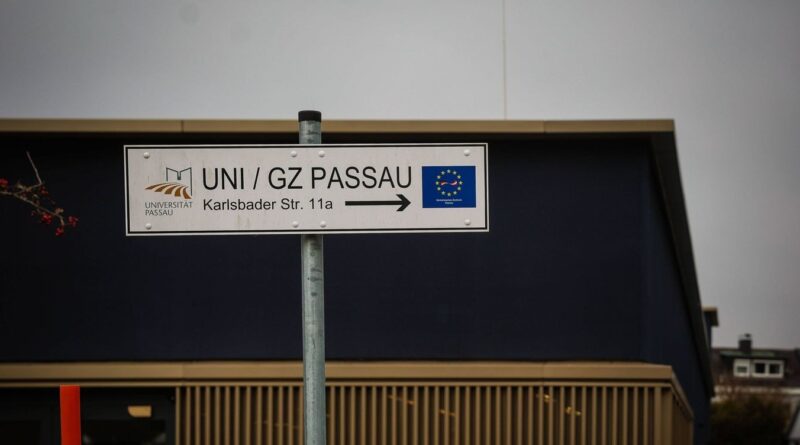 UNI / GZ PASSAU
Karlsbader Str. 11a
UNIVERSITÄT
PASSAU